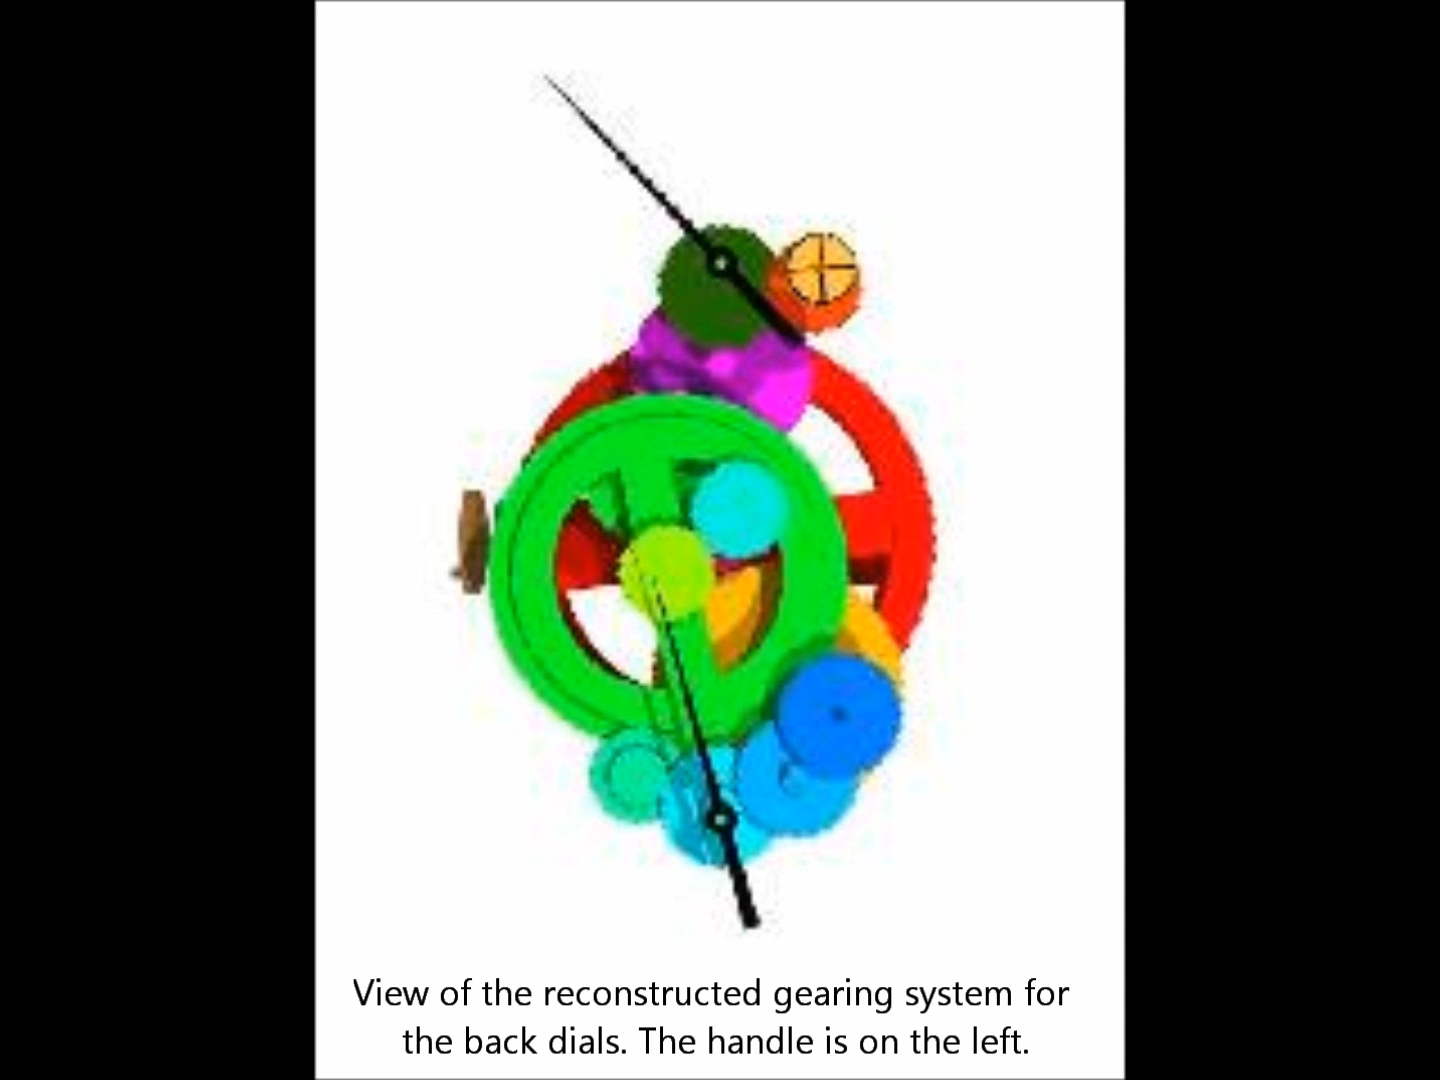 View of the reconstructed gearing system for
the back dials. The handle is on the left.